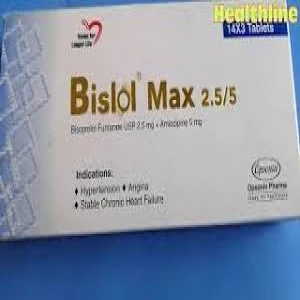 Healthline
14X3 Tablets
Bislol® Max 2.5/5
Bisoprolol Fumarate USP 2.5 mg + Amlodipine 5 mg
Indications:
• Hypertension • Angina
• Stable Chronic Heart Failure
Opsonin
Opsonin Pharma